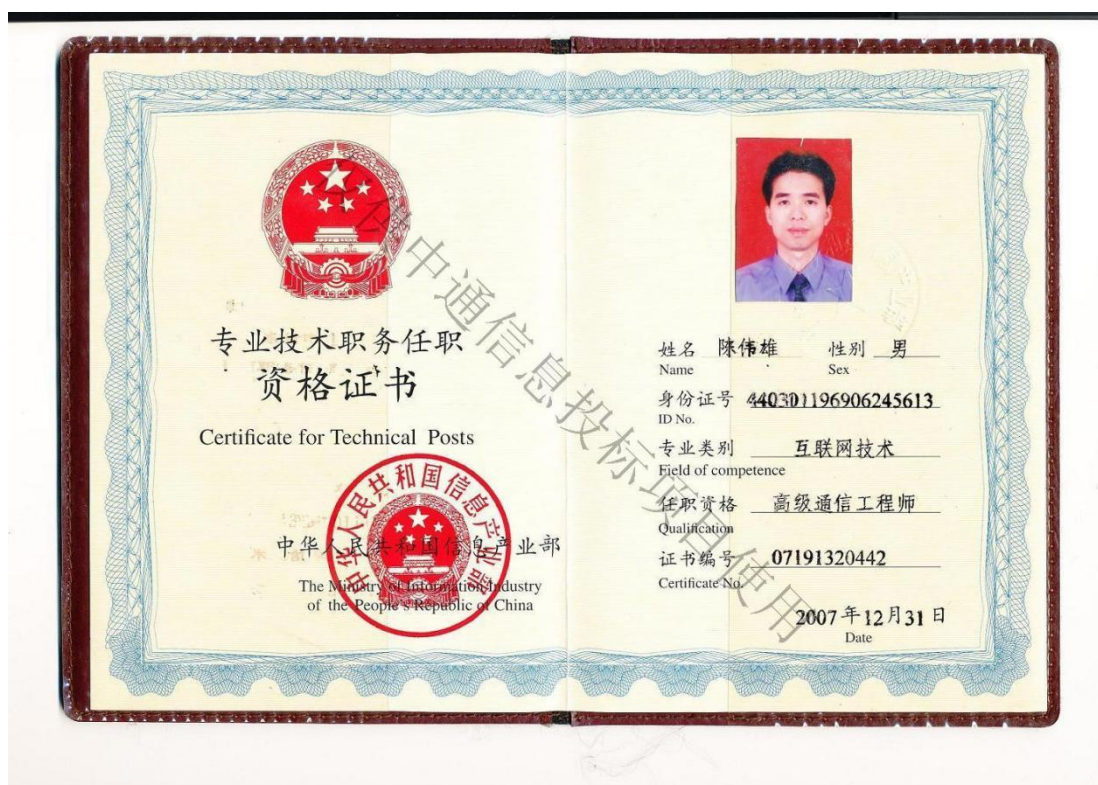 专业技术职务任职
资格证书
Certificate for Technical Posts
中华人民共和国信息产业部
The Ministry of Information Industry
of the People's Republic of China
中华人民共和国信息产业部
姓名 陈伟雄 性别 男
Name Sex
身份证号 440301196906245613
ID No.
专业类别 互联网技术
Field of competence
任职资格 高级通信工程师
Qualification
证书编号 07191320442
Certificate No.
2007年12月31日
Date
仅供中通信息投标项目使用